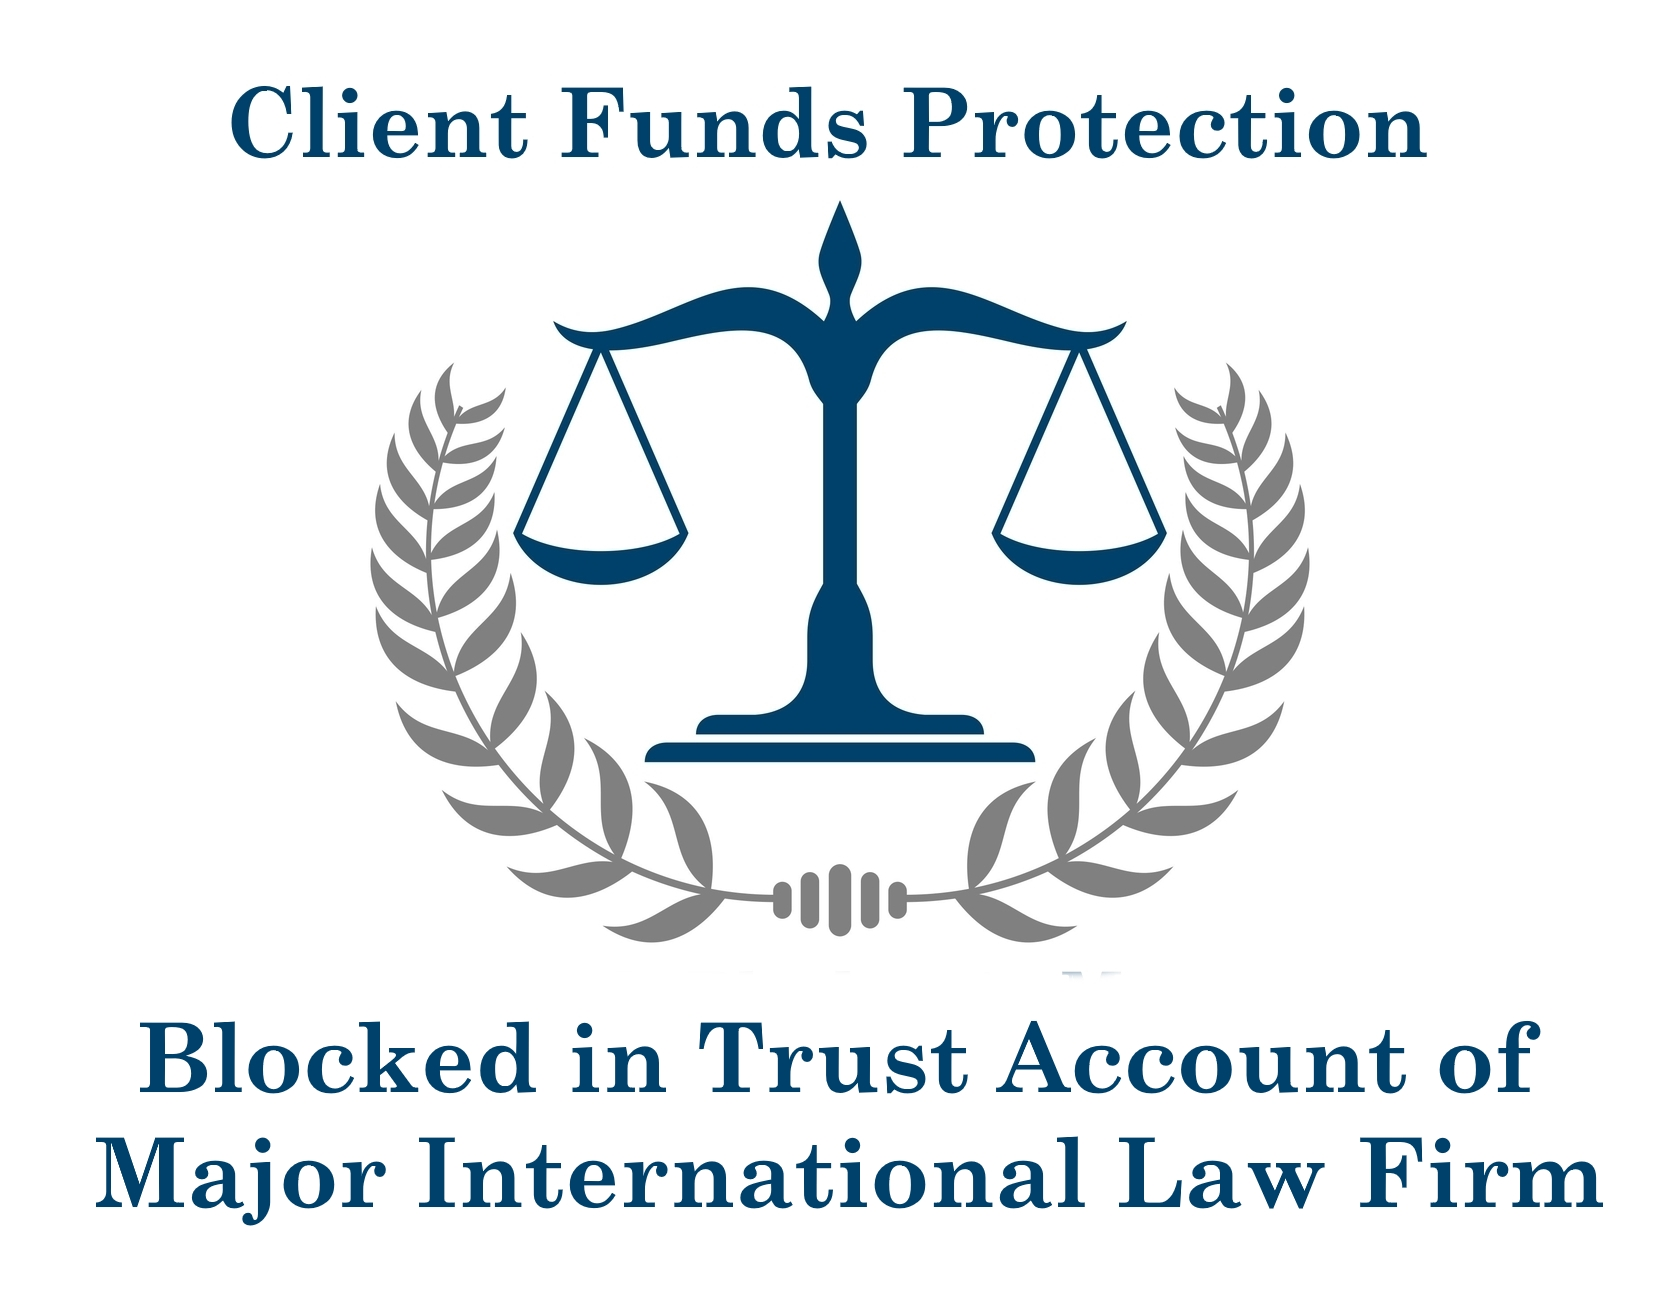 Client Funds Protection
Blocked in Trust Account of
Major International Law Firm